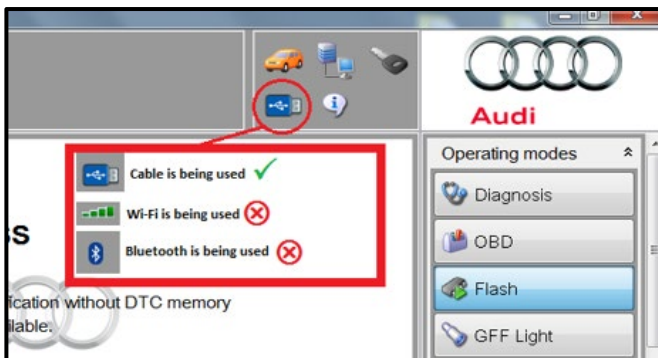 Audi
Cable is being used
Wi-Fi is being used
Bluetooth is being used
ss
fication without DTC memory
ilable.
Operating modes
Diagnosis
OBD
Flash
GFF Light